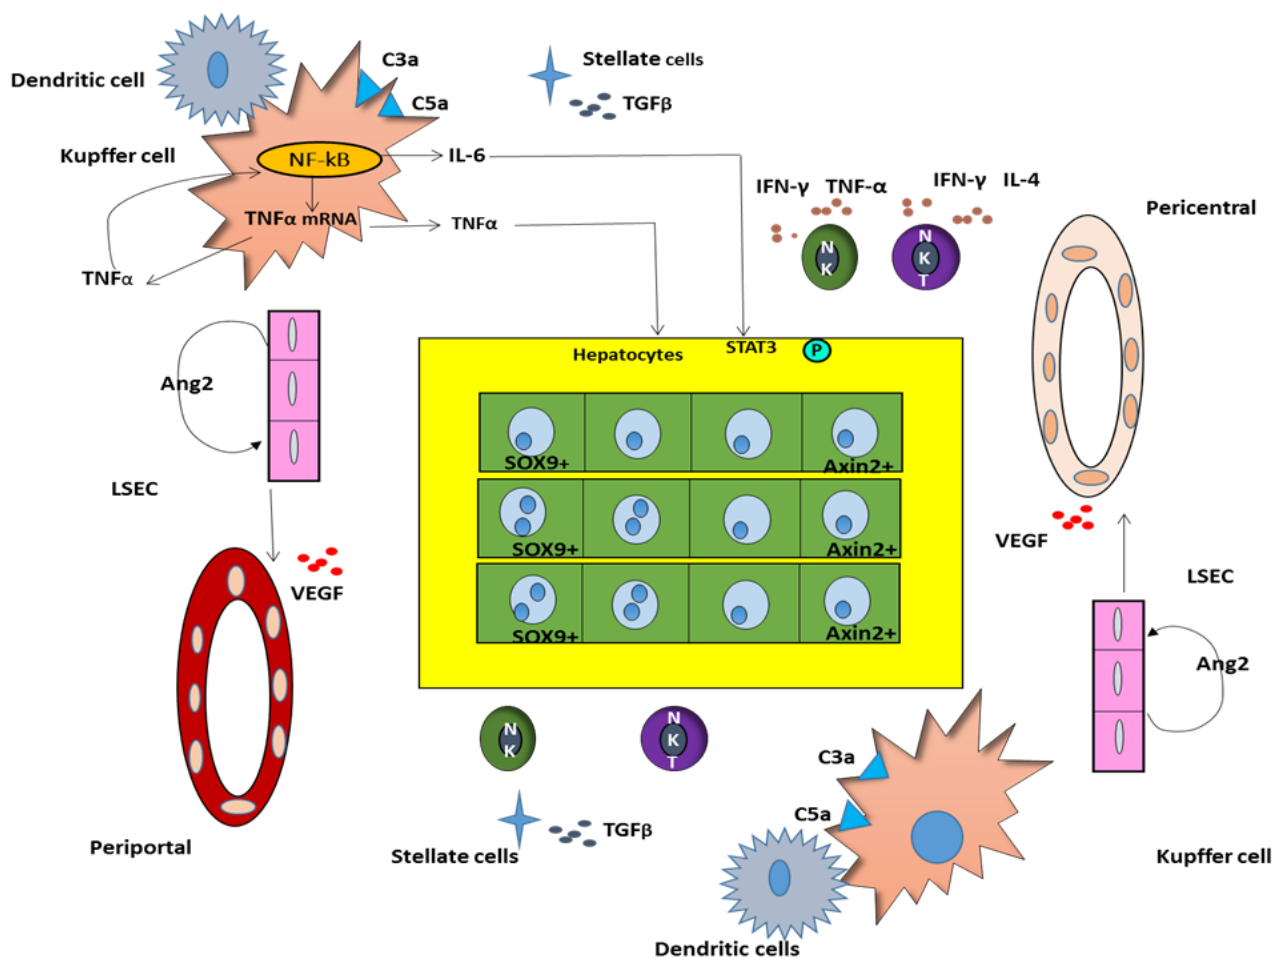 C3a
Stellate cells
Dendritic cell
TGFβ
C5a
Kupffer cell
NF-kB
IL-6
IFN-γ TNF-α
IFN-γ IL-4
Pericentral
TNFα mRNA
TNFα
N
K
N
K
T
TNFα
Hepatocytes
STAT3
P
Ang2
SOX9+
Axin2+
LSEC
SOX9+
Axin2+
VEGF
VEGF
LSEC
SOX9+
Axin2+
Ang2
N
K
N
K
T
C3a
C5a
TGFβ
Periportal
Stellate cells
Kupffer cell
Dendritic cells